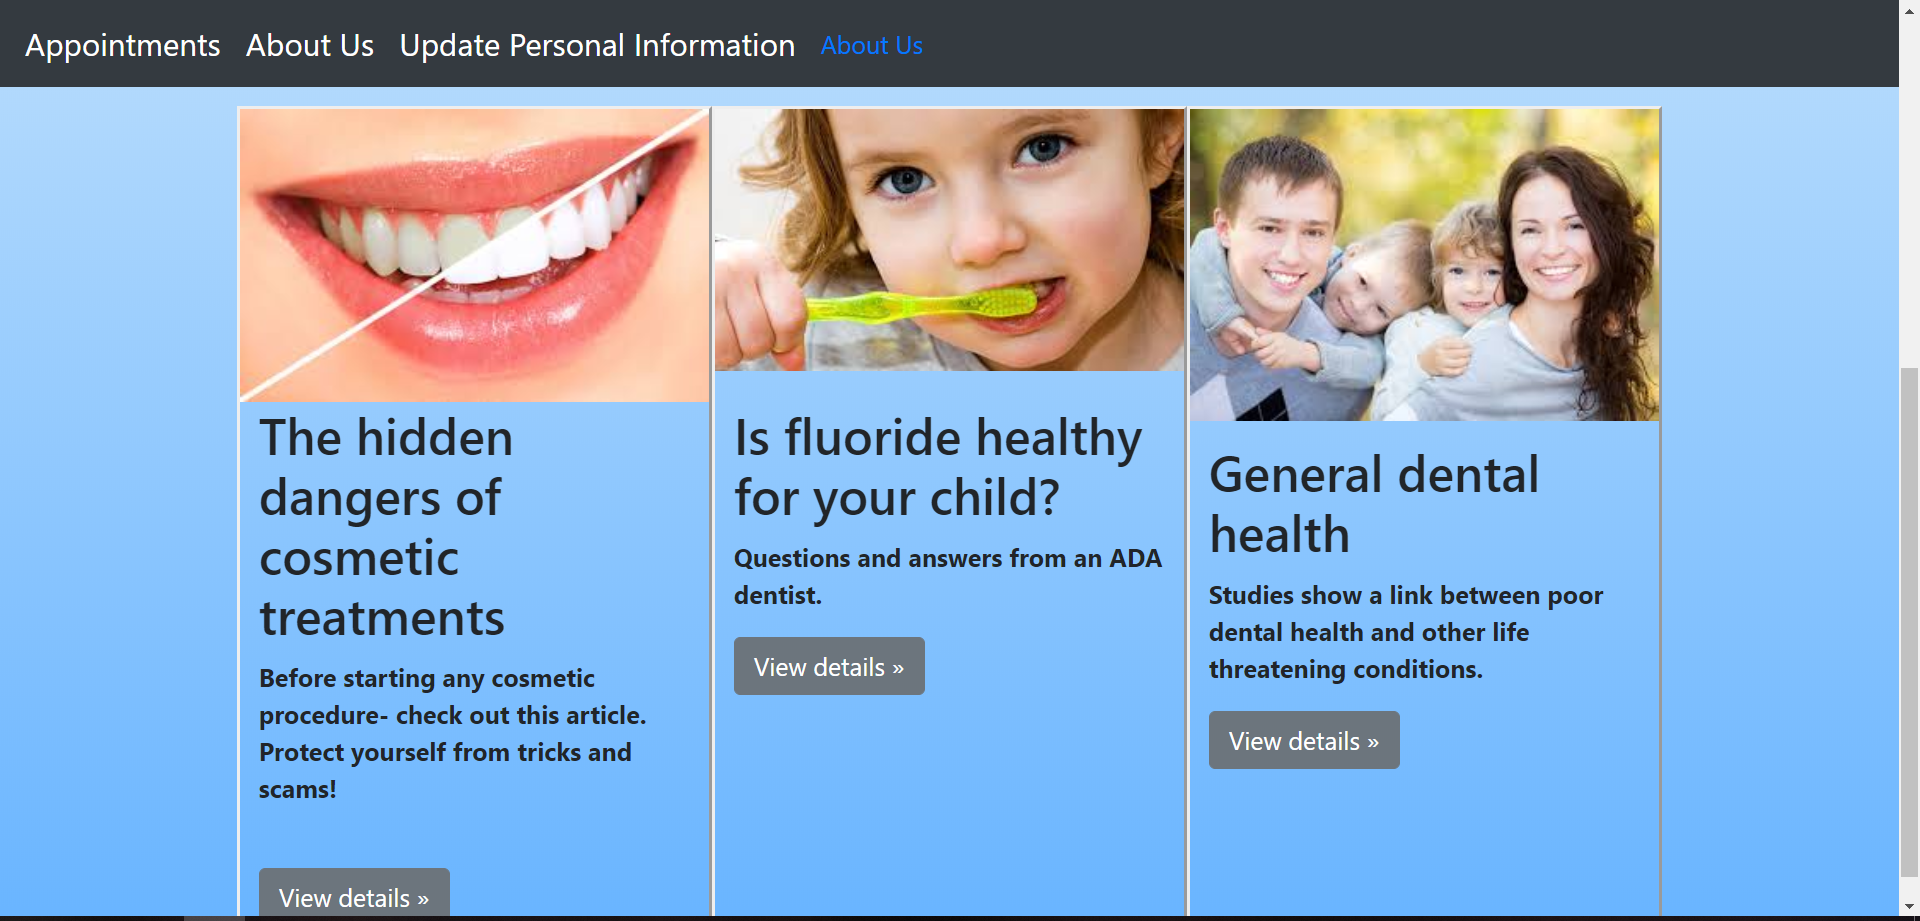 Appointments About Us Update Personal Information About Us
The hidden
dangers of
cosmetic
treatments
Before starting any cosmetic
procedure- check out this article.
Protect yourself from tricks and
scams!
View details »
Is fluoride healthy
for your child?
Questions and answers from an ADA
dentist.
View details »
General dental
health
Studies show a link between poor
dental health and other life
threatening conditions.
View details »